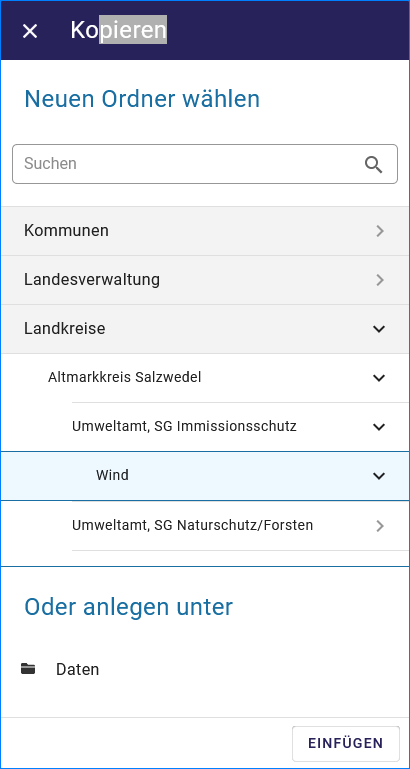 Kopieren
Neuen Ordner wählen
Suchen
Kommunen
Landesverwaltung
Landkreise
Altmarkkreis Salzwedel
Umweltamt, SG Immissionsschutz
Wind
Umweltamt, SG Naturschutz/Forsten
Oder anlegen unter
Daten
EINFÜGEN